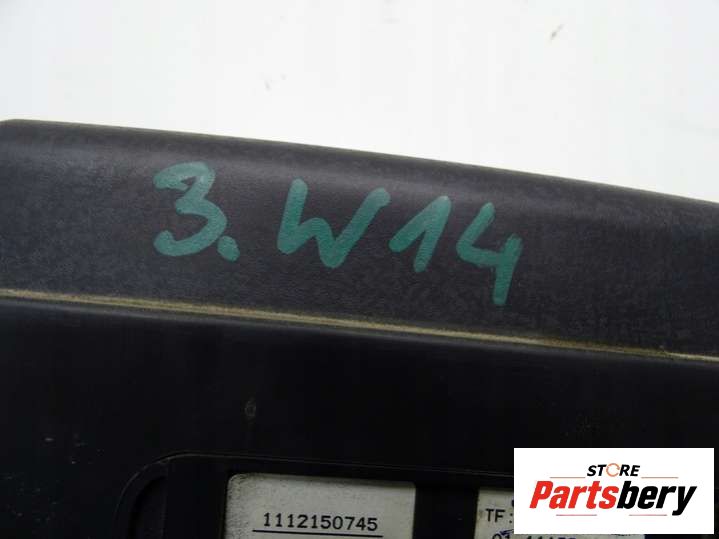 3. W14
1112150745
TF:
STORE
Partsbery